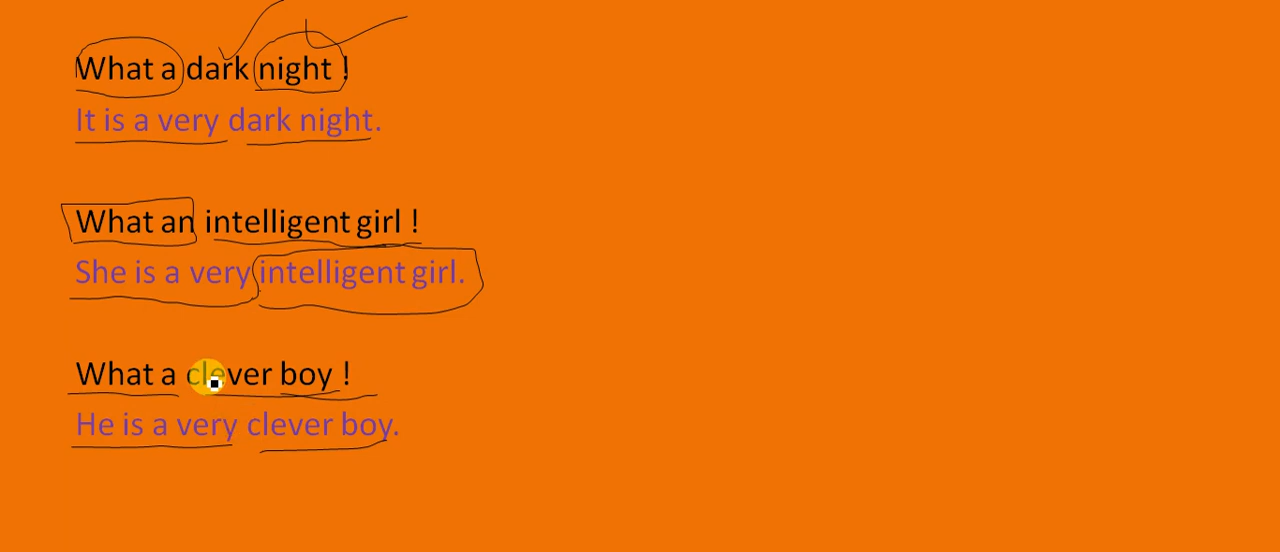 What a dark night !
It is a very dark night.
What an intelligent girl !
She is a very intelligent girl.
What a clever boy !
He is a very clever boy.